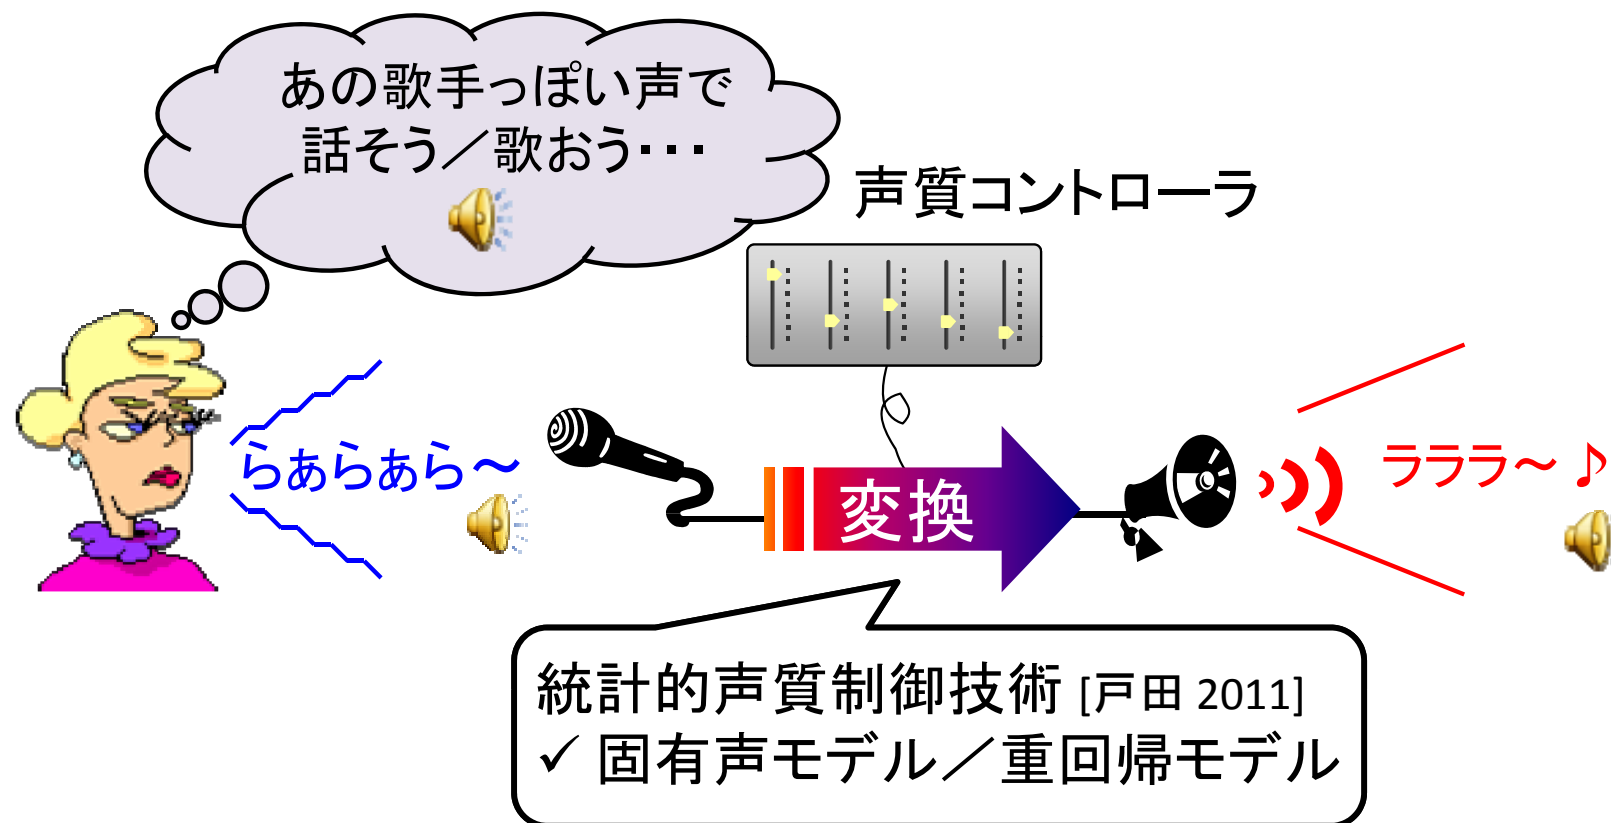 あの歌手っぽい声で
話そう／歌おう・・・
声質コントローラ
らぁらぁら～
変換
ラララ～♪
統計的声質制御技術 [戸田 2011]
✓ 固有声モデル／重回帰モデル